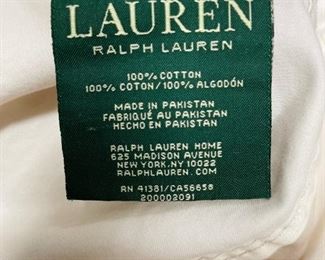 LAUREN
RALPH LAUREN
100% COTTON
100% COTON/100% ALGODÓN
MADE IN PAKISTAN
FABRIQUÉ AU PAKISTAN
HECHO EN PAKISTAN
RALPH LAUREN HOME
625 MADISON AVENUE
NEW YORK, NY 10022
RALPHLAUREN.COM
RN 41381/CA56658
200002091